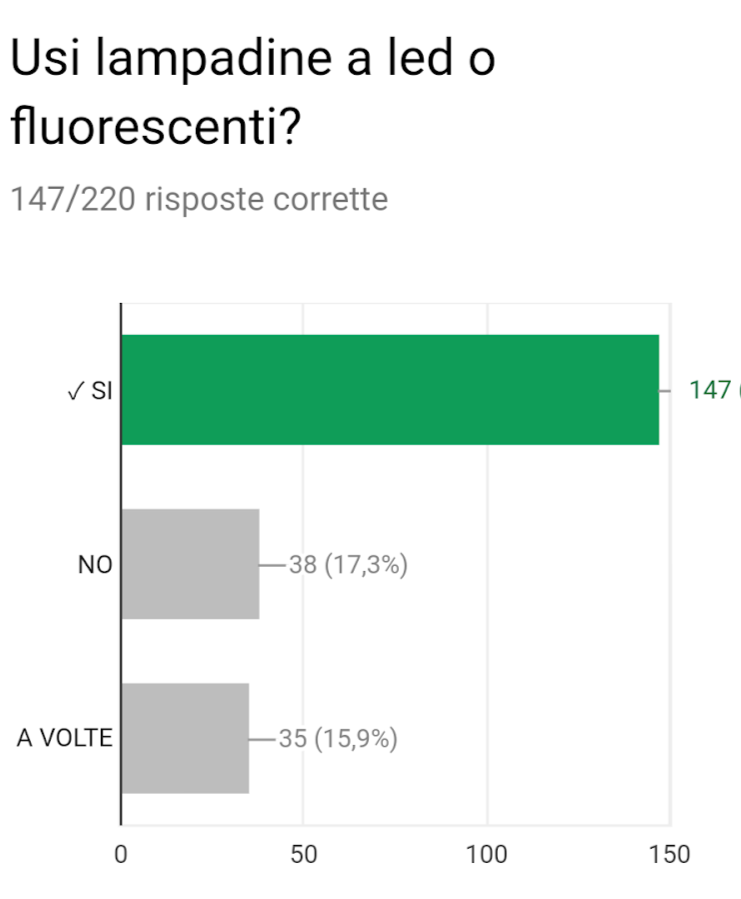 Usi lampadine a led o
fluorescenti?
147/220 risposte corrette
✓ SI
147 (
NO
38 (17,3%)
A VOLTE
35 (15,9%)
0 50 100 150